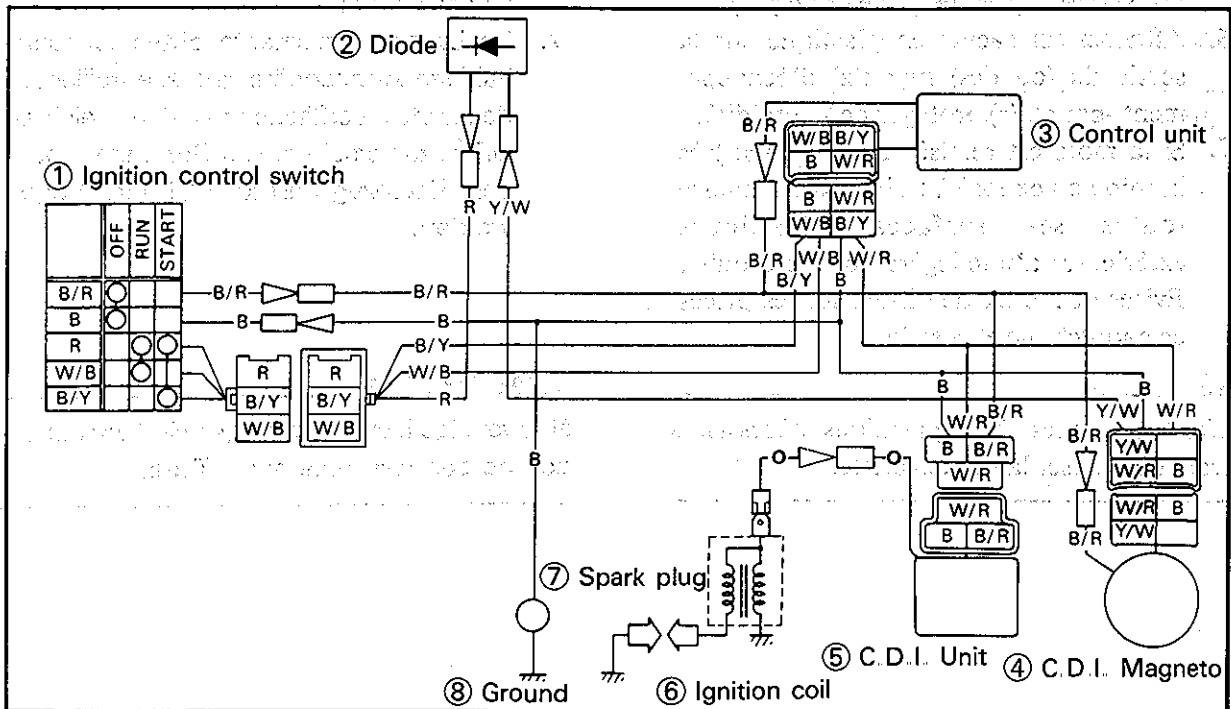 ② Diode
③ Control unit
① Ignition control switch
OFF RUN START
B/R
B
R
W/B
B/Y
B/R B/R
B B
B/Y
W/B
R
R
B/Y
W/B
R
B/Y
W/B
R Y/W
B/R
W/B B/Y
B W/R
B W/R
W/B B/Y
B/R B/Y W/B B W/R
B W/R B/R
B B/R
W/R
W/R
B B/R
B/R
B/R
Y/W B W/R
Y/W
W/R B
W/R B
Y/W
B
O O
⑦ Spark plug
⑤ C.D.I. Unit
④ C.D.I. Magneto
⑧ Ground
⑥ Ignition coil